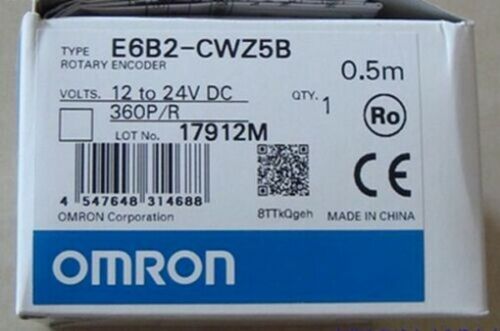 TYPE E6B2-CWZ5B
ROTARY ENCODER
0.5m
VOLTS. 12 to 24V DC
360P/R
QTY. 1
Ro
LOT No. 17912M
4 547648 314688
8TTkQgeh
CE
OMRON Corporation
MADE IN CHINA
OMRON